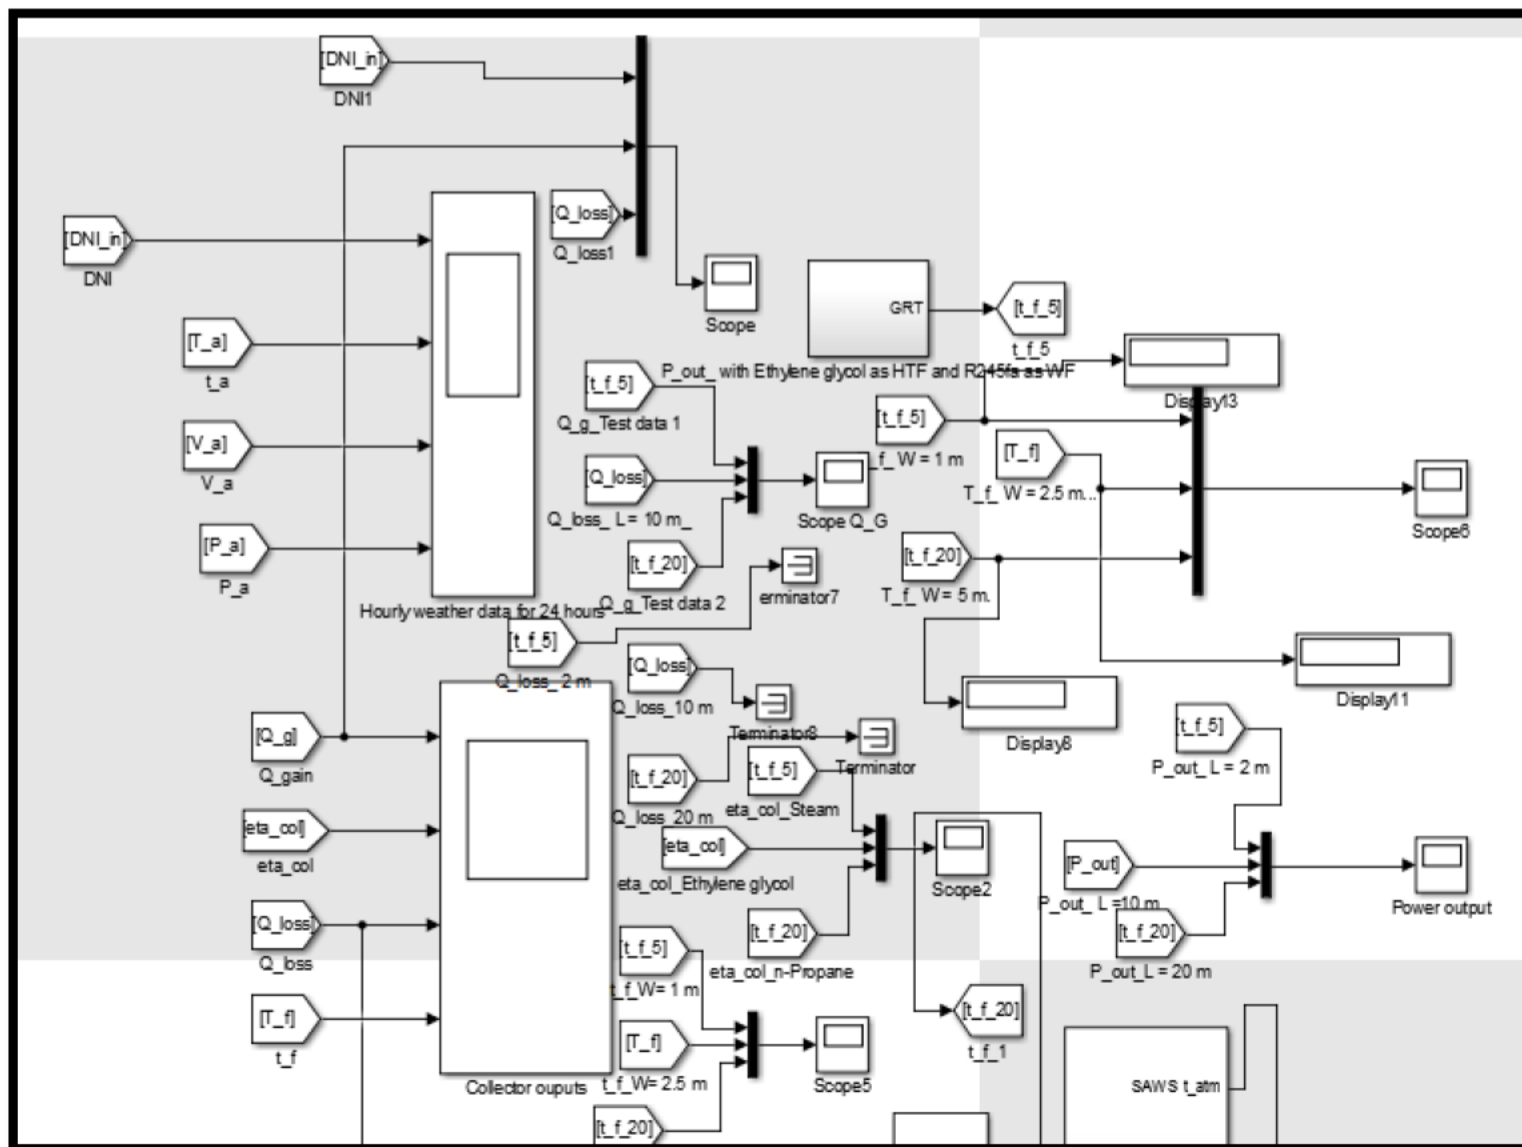 [DNI_in]
DNI1
[DNI_in]
DNI
[Q_loss]
Q_loss1
Scope
GRT
[t_f_5]
t_f_5
P_out_ with Ethylene glycol as HTF and R245fa as WF
[T_a]
t_a
[t_f_5]
Q_g_Test data 1
[t_f_5]
_f_ W = 1 m
Display13
[V_a]
V_a
[Q_loss]
Q_loss_ L= 10 m_
Scope Q_G
[T_f]
T_f_ W = 2.5 m...
Scope6
[P_a]
P_a
[t_f_20]
Q_g_Test data 2
erminator7
[t_f_20]
T_f_ W= 5 m.
Hourly weather data for 24 hours
[t_f_5]
Q_loss_ 2 m
[Q_loss]
Q_loss_10 m
Terminator8
Display11
Display8
[Q_g]
Q_gain
[t_f_20]
Q_loss_20 m
Terminator
[t_f_5]
eta_col_Steam
[t_f_5]
P_out_L = 2 m
[eta_col]
eta_col
[eta_col]
eta_col_Ethylene glycol
Scope2
[P_out]
P_out_ L =10 m
Power output
[Q_loss]
Q_loss
[t_f_20]
eta_col_n-Propane
[t_f_20]
P_out_L = 20 m
[t_f_5]
t_f_W= 1 m
[T_f]
t_f
[T_f]
t_f_W= 2.5 m
Scope5
[t_f_20]
t_f_1
Collector ouputs
SAWS t_atm
[t_f_20]